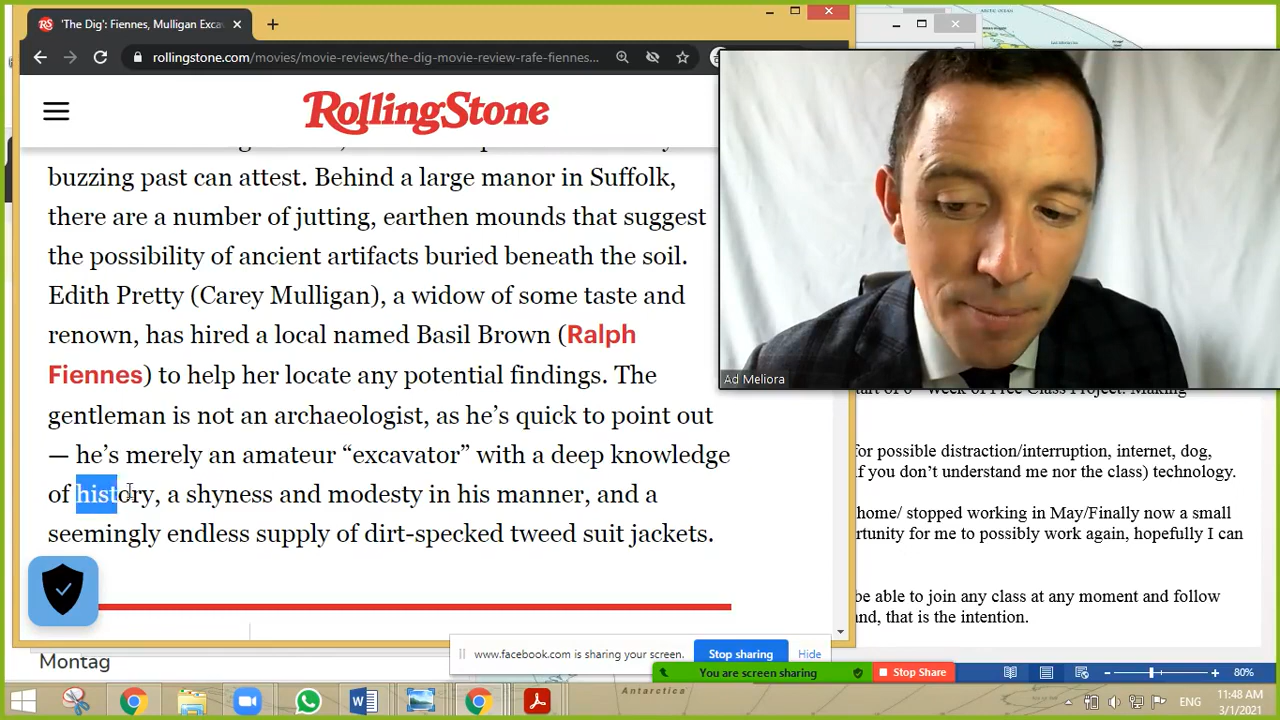 'The Dig': Fiennes, Mulligan Exca
rollingstone.com/movies/movie-reviews/the-dig-movie-review-rafe-fiennes...
RollingStone
buzzing past can attest. Behind a large manor in Suffolk,
there are a number of jutting, earthen mounds that suggest
the possibility of ancient artifacts buried beneath the soil.
Edith Pretty (Carey Mulligan), a widow of some taste and
renown, has hired a local named Basil Brown (Ralph
Fiennes) to help her locate any potential findings. The
gentleman is not an archaeologist, as he's quick to point out
— he's merely an amateur “excavator” with a deep knowledge
of history, a shyness and modesty in his manner, and a
seemingly endless supply of dirt-specked tweed suit jackets.
Ad Meliora
Week of Free Class Project: Making
for possible distraction/interruption, internet, dog,
if you don't understand me nor the class) technology.
home/ stopped working in May/Finally now a small
rtunity for me to possibly work again, hopefully I can
be able to join any class at any moment and follow
and, that is the intention.
Montag
www.facebook.com is sharing your screen.
Stop sharing
Hide
You are screen sharing
Stop Share
80%
Antarctica
ENG
11:48 AM
3/1/2021